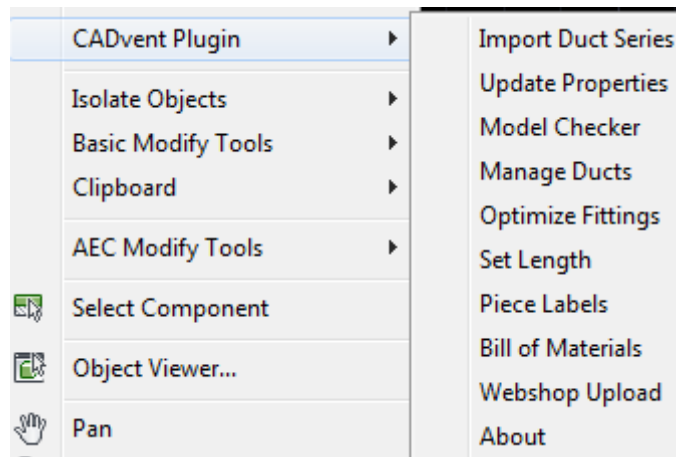 CADvent Plugin
Isolate Objects
Basic Modify Tools
Clipboard
AEC Modify Tools
Select Component
Object Viewer...
Pan
Import Duct Series
Update Properties
Model Checker
Manage Ducts
Optimize Fittings
Set Length
Piece Labels
Bill of Materials
Webshop Upload
About